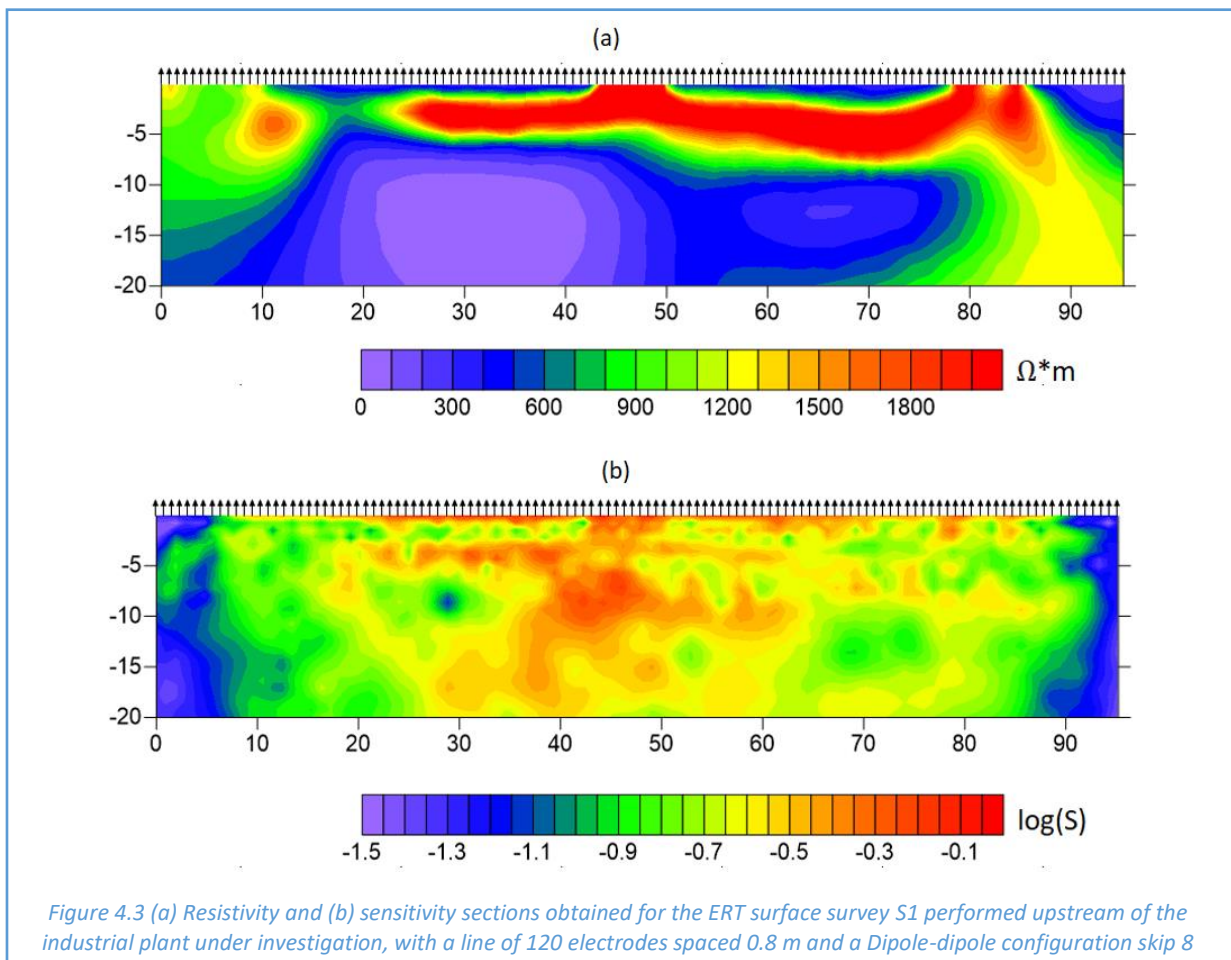 (a)
-5
-10
-15
-20
0 10 20 30 40 50 60 70 80 90
Ω*m
0 300 600 900 1200 1500 1800
(b)
-5
-10
-15
-20
0 10 20 30 40 50 60 70 80 90
log(S)
-1.5 -1.3 -1.1 -0.9 -0.7 -0.5 -0.3 -0.1
Figure 4.3 (a) Resistivity and (b) sensitivity sections obtained for the ERT surface survey S1 performed upstream of the
industrial plant under investigation, with a line of 120 electrodes spaced 0.8 m and a Dipole-dipole configuration skip 8